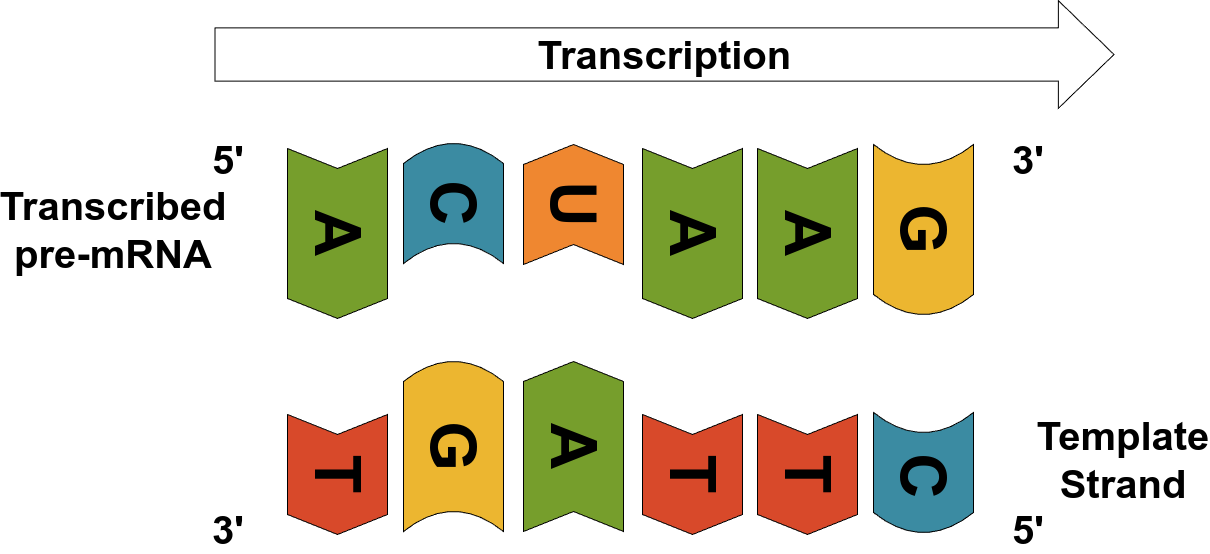 Transcription
5' A C U A A G 3'
Transcribed
pre-mRNA
T G A T T C
Template
Strand
3' 5'